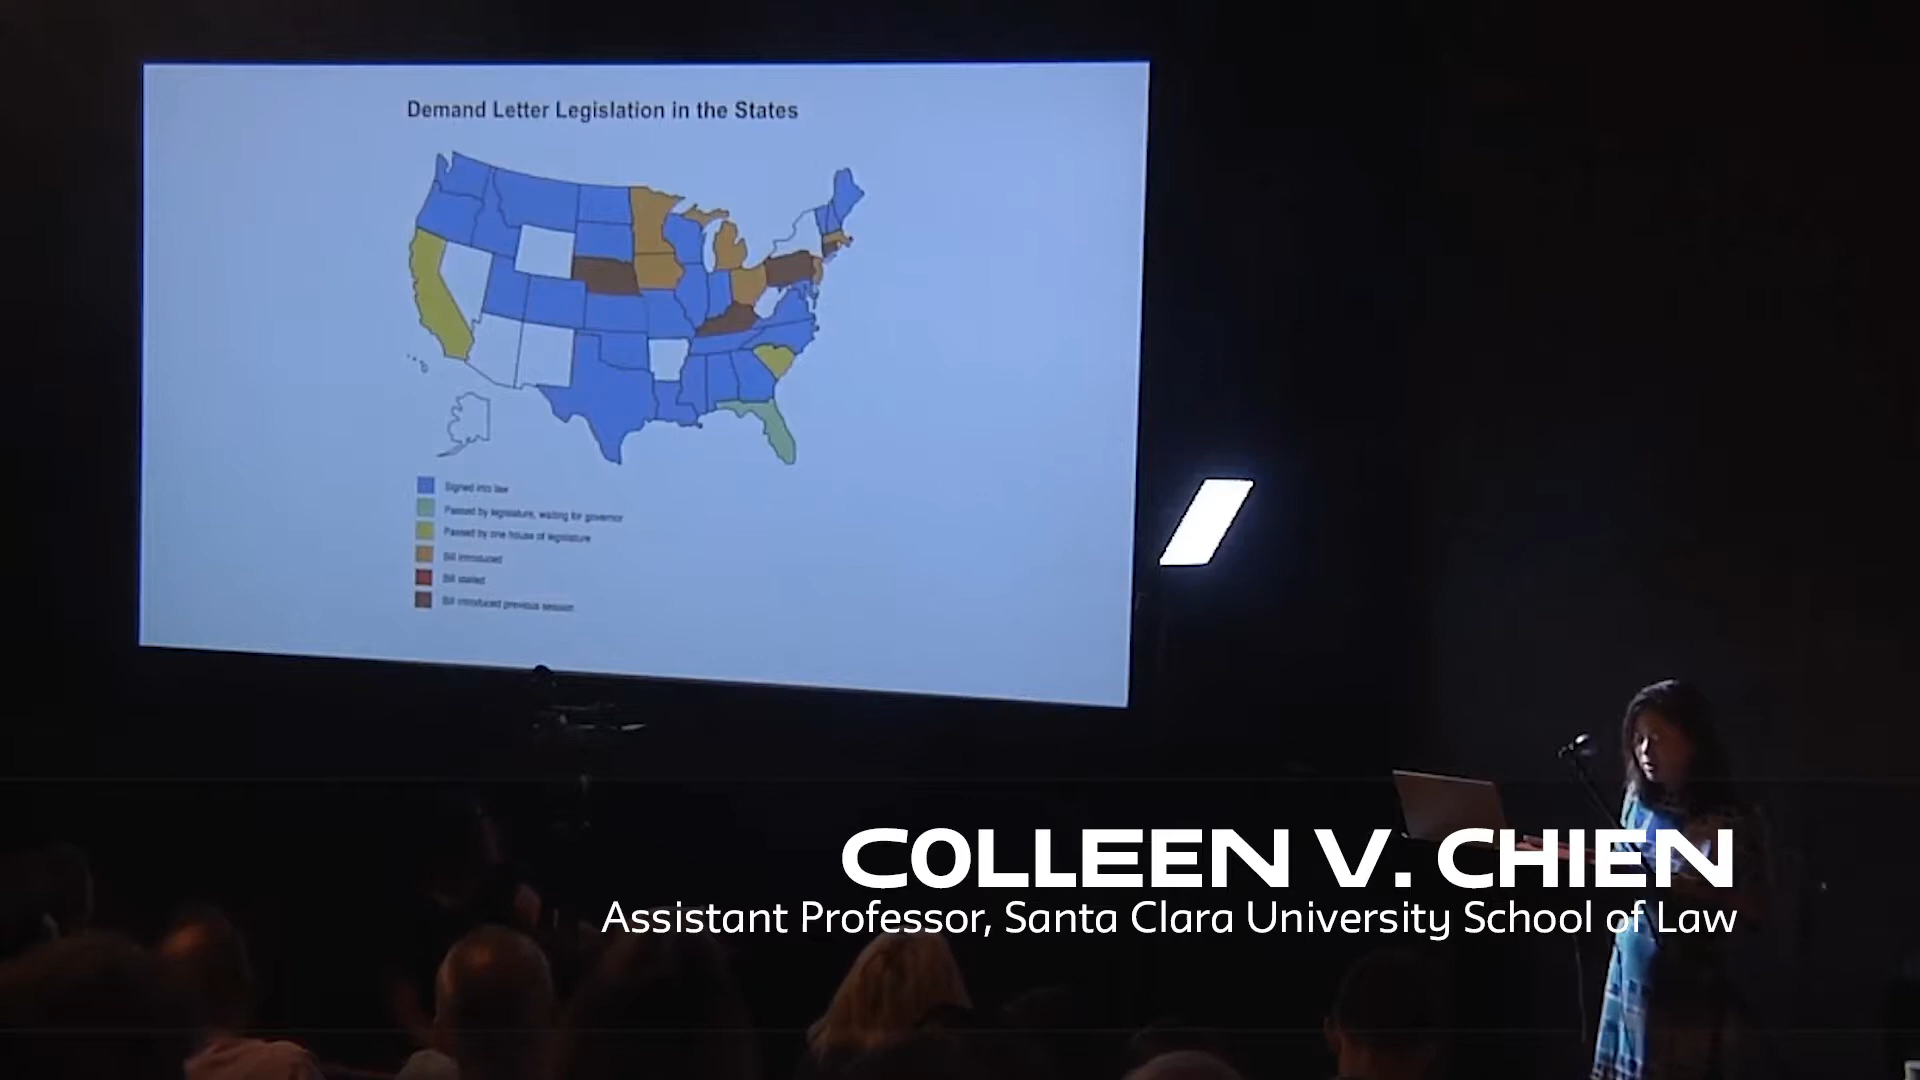 Demand Letter Legislation in the States
Signed into law
Passed by legislature, waiting for governor
Passed by one house of legislature
Bill introduced
Bill stalled
Bill introduced previous session
COLLEEN V. CHIEN
Assistant Professor, Santa Clara University School of Law